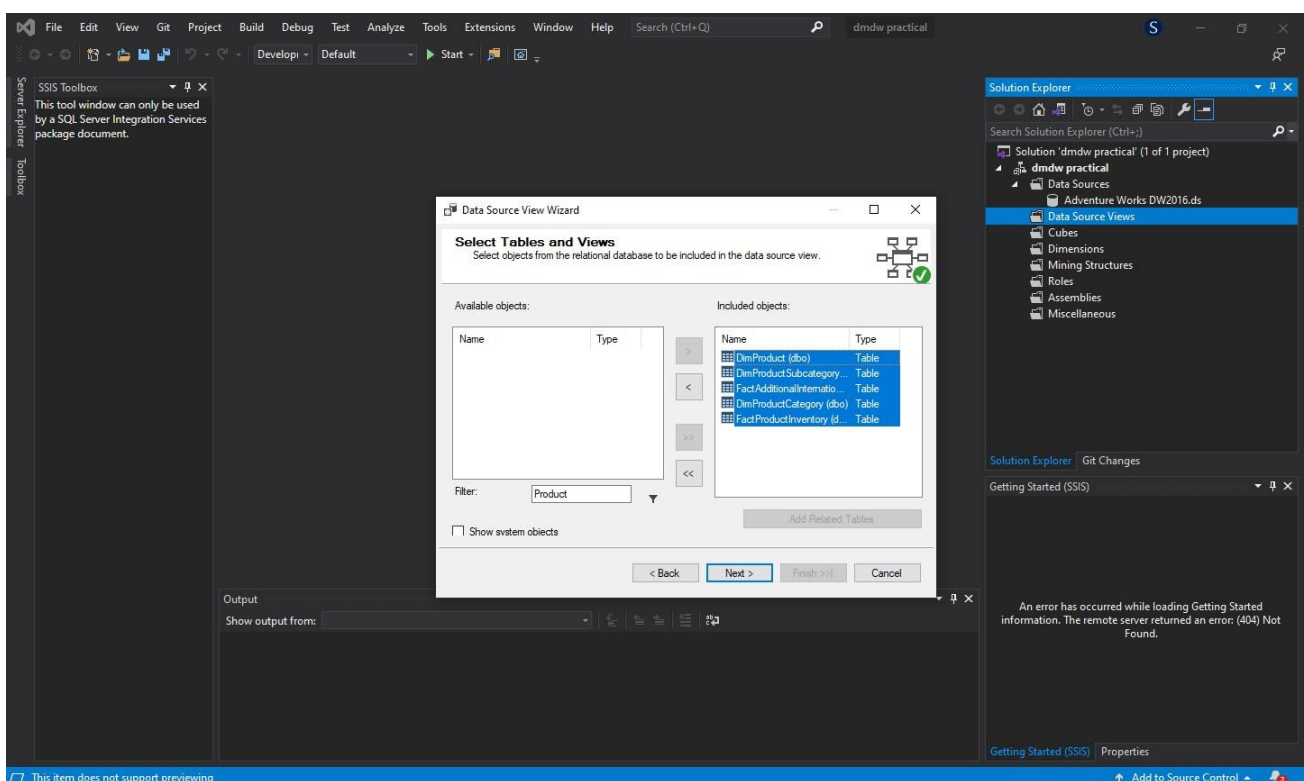 File Edit View Git Project Build Debug Test Analyze Tools Extensions Window Help Search (Ctrl+Q) dmdw practical S
Developı Default Start
Server Explorer
Toolbox
SSIS Toolbox
This tool window can only be used
by a SQL Server Integration Services
package document.
Data Source View Wizard
Select Tables and Views
Select objects from the relational database to be included in the data source view.
Available objects:
Name Type
Included objects:
Name Type
DimProduct (dbo) Table
DimProductSubcategory... Table
FactAdditionalInternatio... Table
DimProductCategory (dbo) Table
FactProductInventory (d... Table
>
<
>>
<<
Filter: Product
Add Related Tables
Show system objects
< Back Next > Finish >>| Cancel
Output
Show output from:
Solution Explorer
Search Solution Explorer (Ctrl+;)
Solution 'dmdw practical' (1 of 1 project)
dmdw practical
Data Sources
Adventure Works DW2016.ds
Data Source Views
Cubes
Dimensions
Mining Structures
Roles
Assemblies
Miscellaneous
Solution Explorer Git Changes
Getting Started (SSIS)
An error has occurred while loading Getting Started
information. The remote server returned an error: (404) Not
Found.
Getting Started (SSIS) Properties
This item does not support previewing Add to Source Control